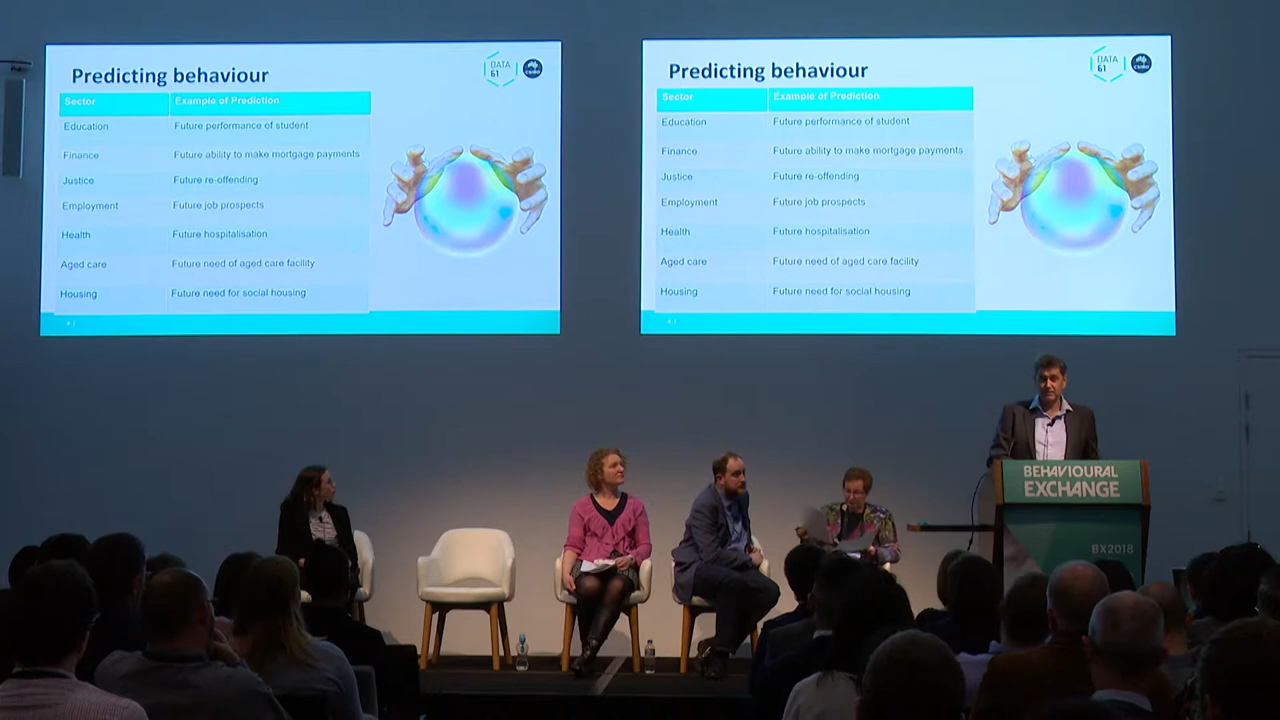 Predicting behaviour
DATA
61
CSIRO
Sector Example of Prediction
Education Future performance of student
Finance Future ability to make mortgage payments
Justice Future re-offending
Employment Future job prospects
Health Future hospitalisation
Aged care Future need of aged care facility
Housing Future need for social housing
Predicting behaviour
DATA
61
CSIRO
Sector Example of Prediction
Education Future performance of student
Finance Future ability to make mortgage payments
Justice Future re-offending
Employment Future job prospects
Health Future hospitalisation
Aged care Future need of aged care facility
Housing Future need for social housing
BEHAVIOURAL
EXCHANGE
BX2018